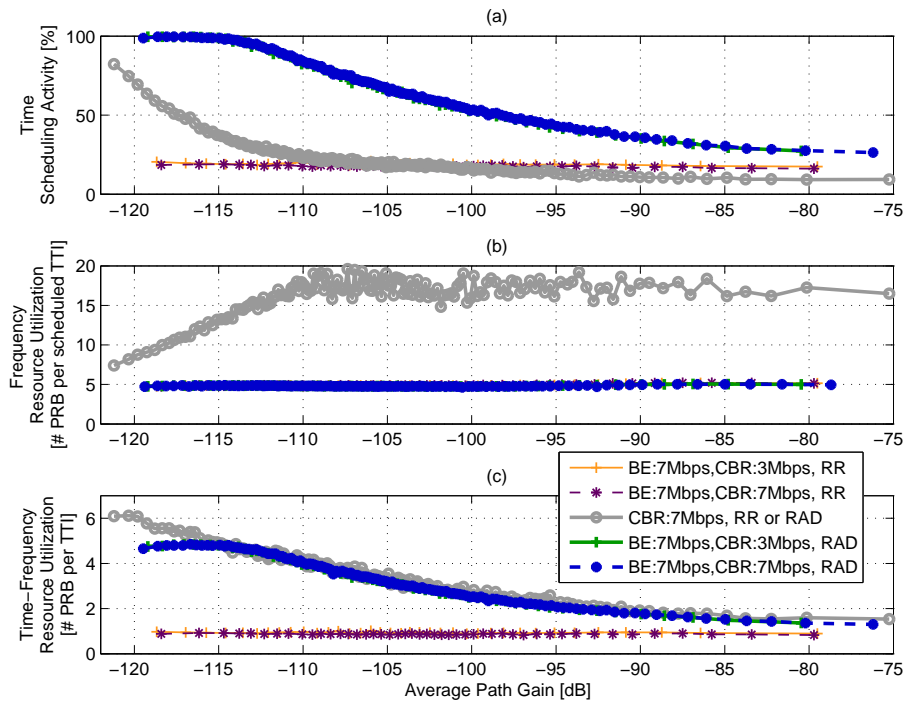 (a)
Time
Scheduling Activity [%]
100
50
0
−120 −115 −110 −105 −100 −95 −90 −85 −80 −75
(b)
Frequency
Resource Utilization
[# PRB per scheduled TTI]
20
15
10
5
0
−120 −115 −110 −105 −100 −95 −90 −85 −80 −75
(c)
Time−Frequency
Resource Utilization
[# PRB per TTI]
6
4
2
0
BE:7Mbps,CBR:3Mbps, RR
BE:7Mbps,CBR:7Mbps, RR
CBR:7Mbps, RR or RAD
BE:7Mbps,CBR:3Mbps, RAD
BE:7Mbps,CBR:7Mbps, RAD
−120 −115 −110 −105 −100 −95 −90 −85 −80 −75
Average Path Gain [dB]